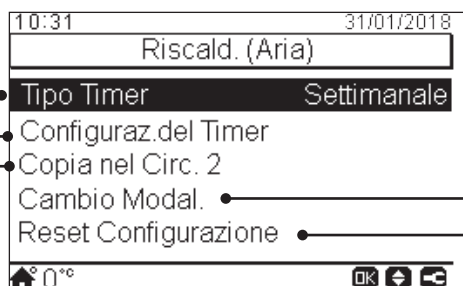 10:31 31/01/2018
Riscald. (Aria)
Tipo Timer Settimanale
Configuraz.del Timer
Copia nel Circ. 2
Cambio Modal.
Reset Configurazione
0°c OK